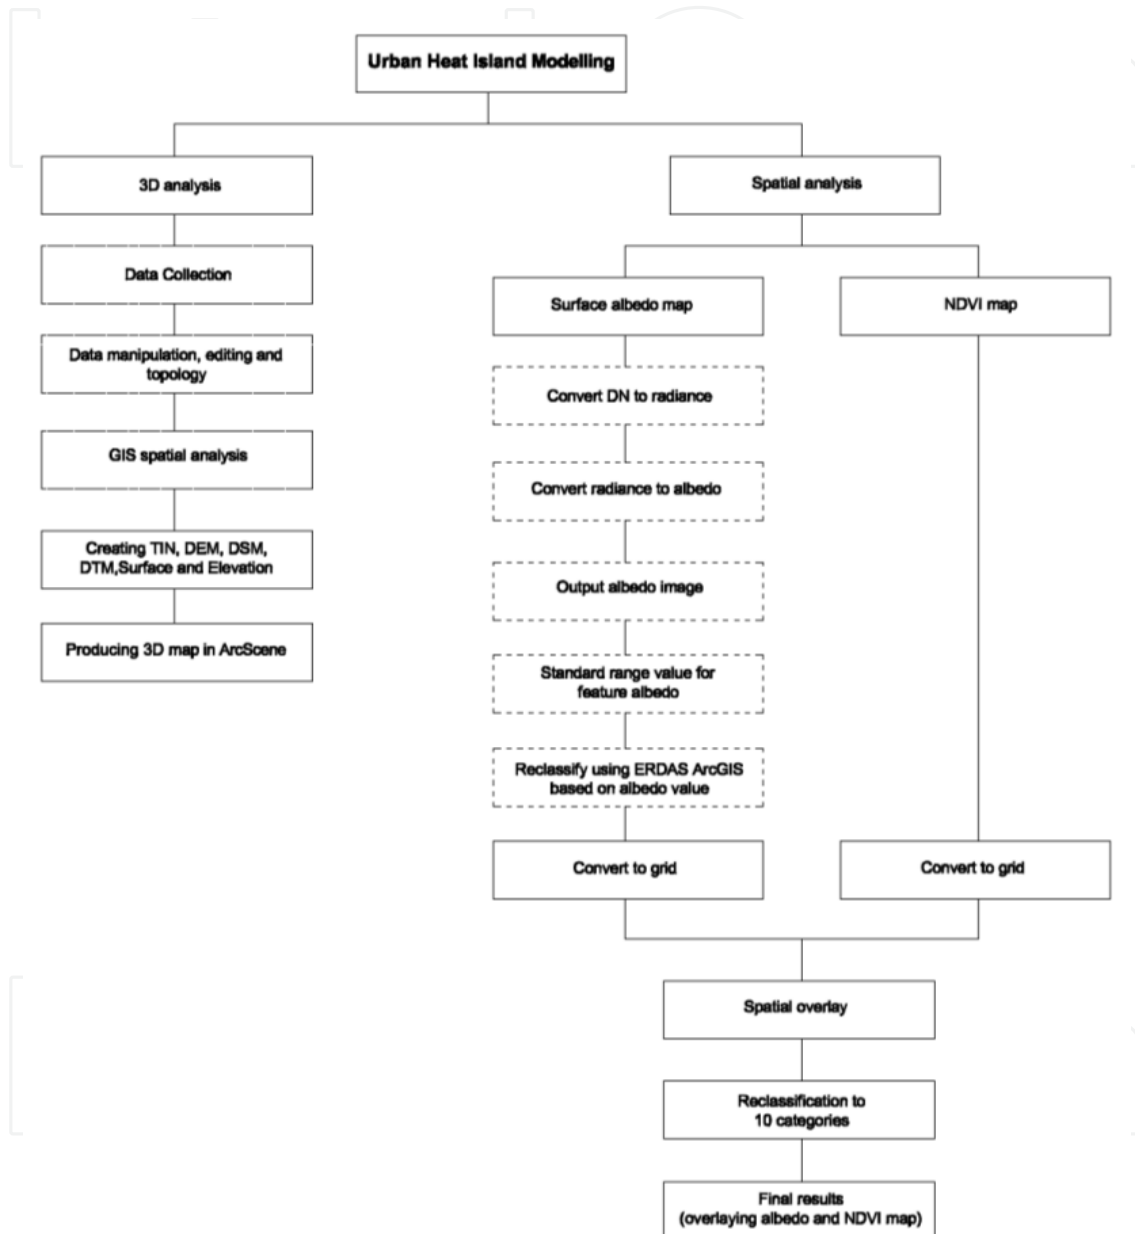 Urban Heat Island Modelling
3D analysis
Data Collection
Data manipulation, editing and
topology
GIS spatial analysis
Creating TIN, DEM, DSM,
DTM,Surface and Elevation
Producing 3D map in ArcScene
Spatial analysis
Surface albedo map
Convert DN to radiance
Convert radiance to albedo
Output albedo image
Standard range value for
feature albedo
Reclassify using ERDAS ArcGIS
based on albedo value
Convert to grid
NDVI map
Convert to grid
Spatial overlay
Reclassification to
10 categories
Final results
(overlaying albedo and NDVI map)